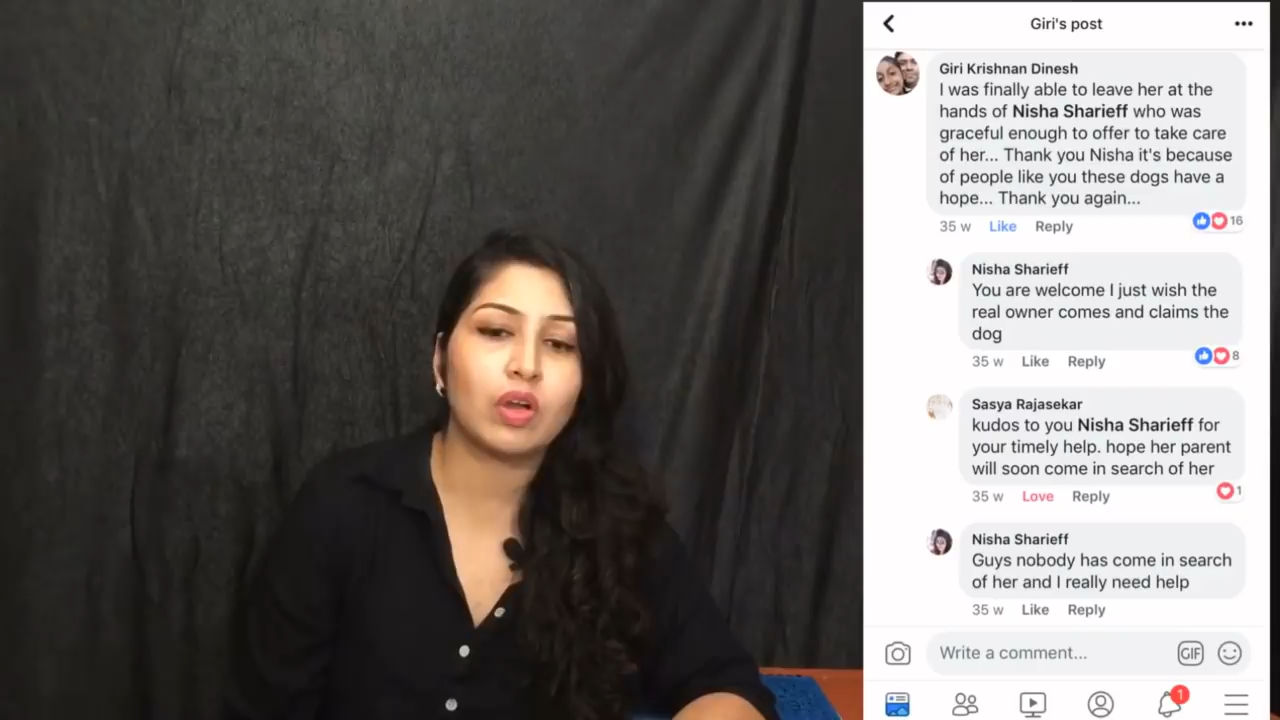 Giri's post
Giri Krishnan Dinesh
I was finally able to leave her at the
hands of Nisha Sharieff who was
graceful enough to offer to take care
of her... Thank you Nisha it's because
of people like you these dogs have a
hope... Thank you again...
35 w Like Reply 16
Nisha Sharieff
You are welcome I just wish the
real owner comes and claims the
dog
35 w Like Reply 8
Sasya Rajasekar
kudos to you Nisha Sharieff for
your timely help. hope her parent
will soon come in search of her
35 w Love Reply 1
Nisha Sharieff
Guys nobody has come in search
of her and I really need help
35 w Like Reply
Write a comment...
GIF
1